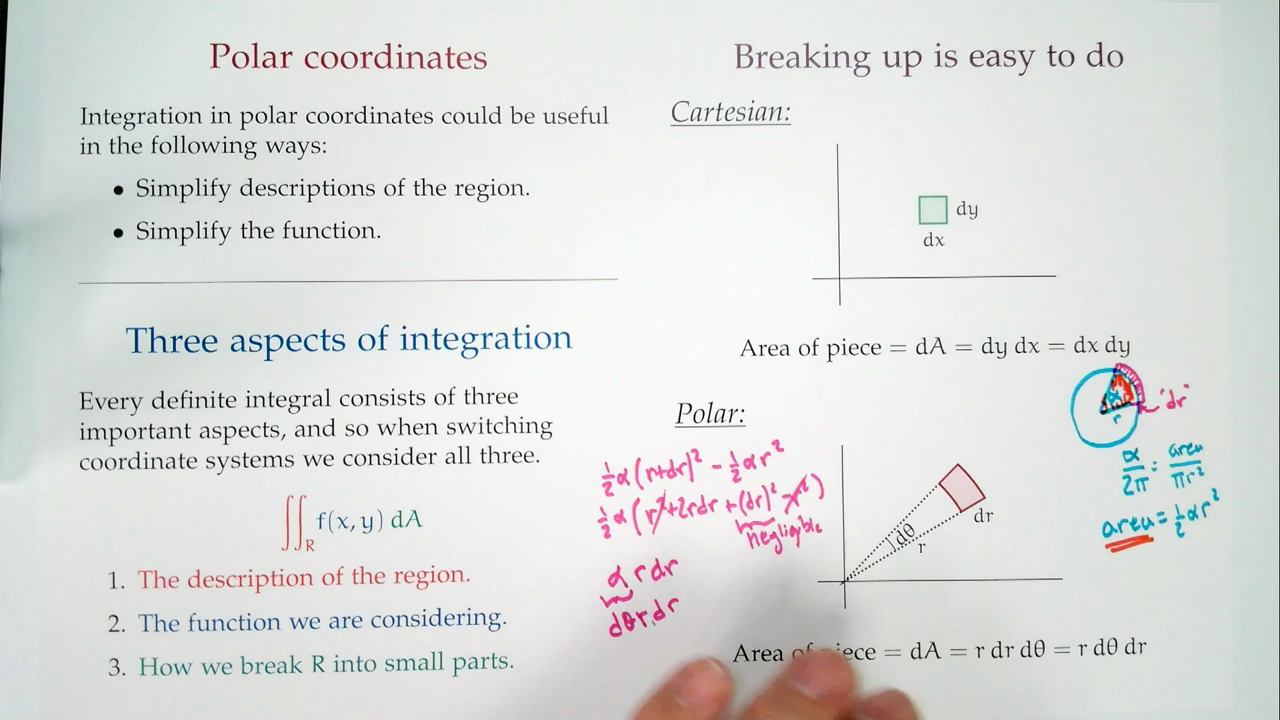 Polar coordinates
Integration in polar coordinates could be useful
in the following ways:
• Simplify descriptions of the region.
• Simplify the function.
Three aspects of integration
Every definite integral consists of three
important aspects, and so when switching
coordinate systems we consider all three.
∬_R f(x, y) dA
1. The description of the region.
2. The function we are considering.
3. How we break R into small parts.
Breaking up is easy to do
Cartesian:
dy
dx
Area of piece = dA = dy dx = dx dy
Polar:
½α(r+dr)² - ½αr²
½α(r²+2rdr+(dr)²-r²)
negligible
αrdr
dθrdr
dθ
r
dr
α
r
"dr"
α/2π = area/πr²
area = ½αr²
Area of piece = dA = r dr dθ = r dθ dr